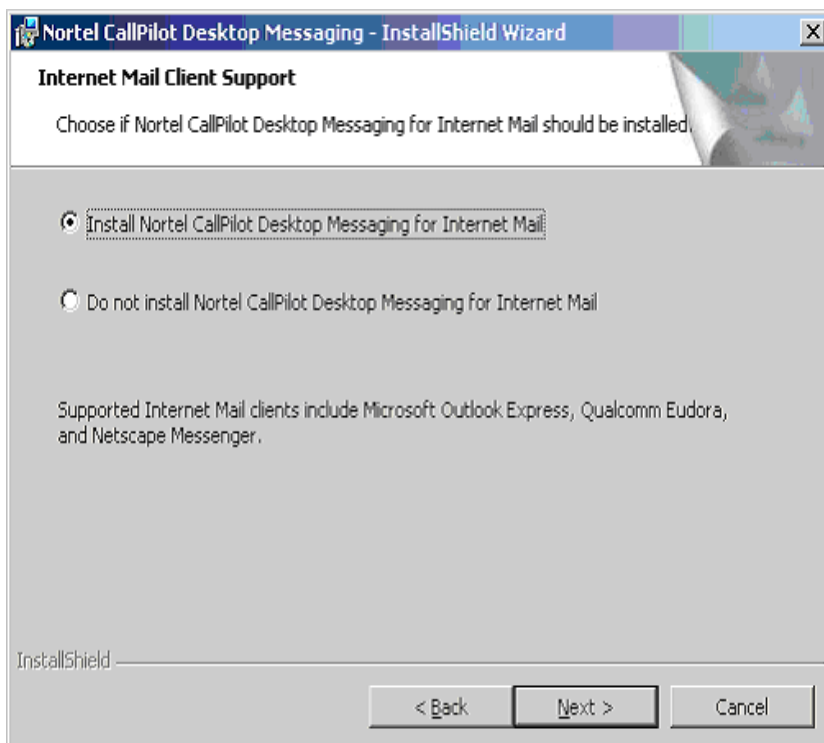 Nortel CallPilot Desktop Messaging - InstallShield Wizard
Internet Mail Client Support
Choose if Nortel CallPilot Desktop Messaging for Internet Mail should be installed.
Install Nortel CallPilot Desktop Messaging for Internet Mail
Do not install Nortel CallPilot Desktop Messaging for Internet Mail
Supported Internet Mail clients include Microsoft Outlook Express, Qualcomm Eudora,
and Netscape Messenger.
InstallShield
< Back Next > Cancel